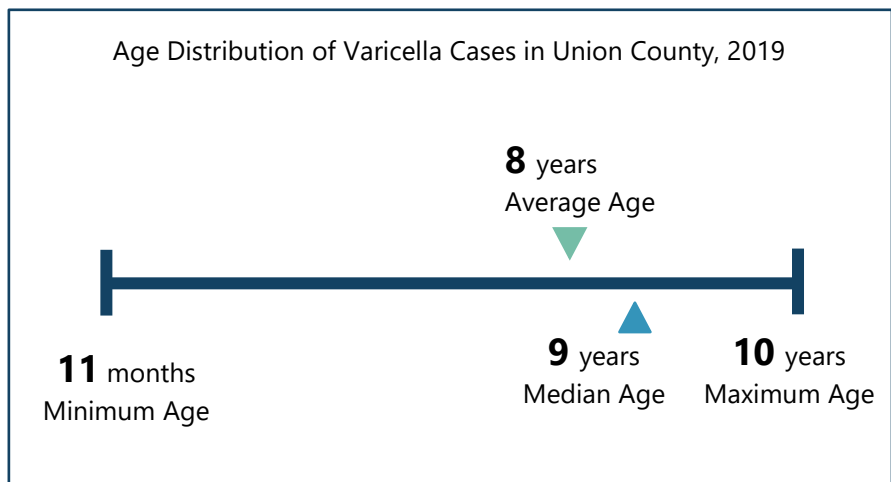 Age Distribution of Varicella Cases in Union County, 2019
8 years
Average Age
11 months
Minimum Age
9 years
Median Age
10 years
Maximum Age